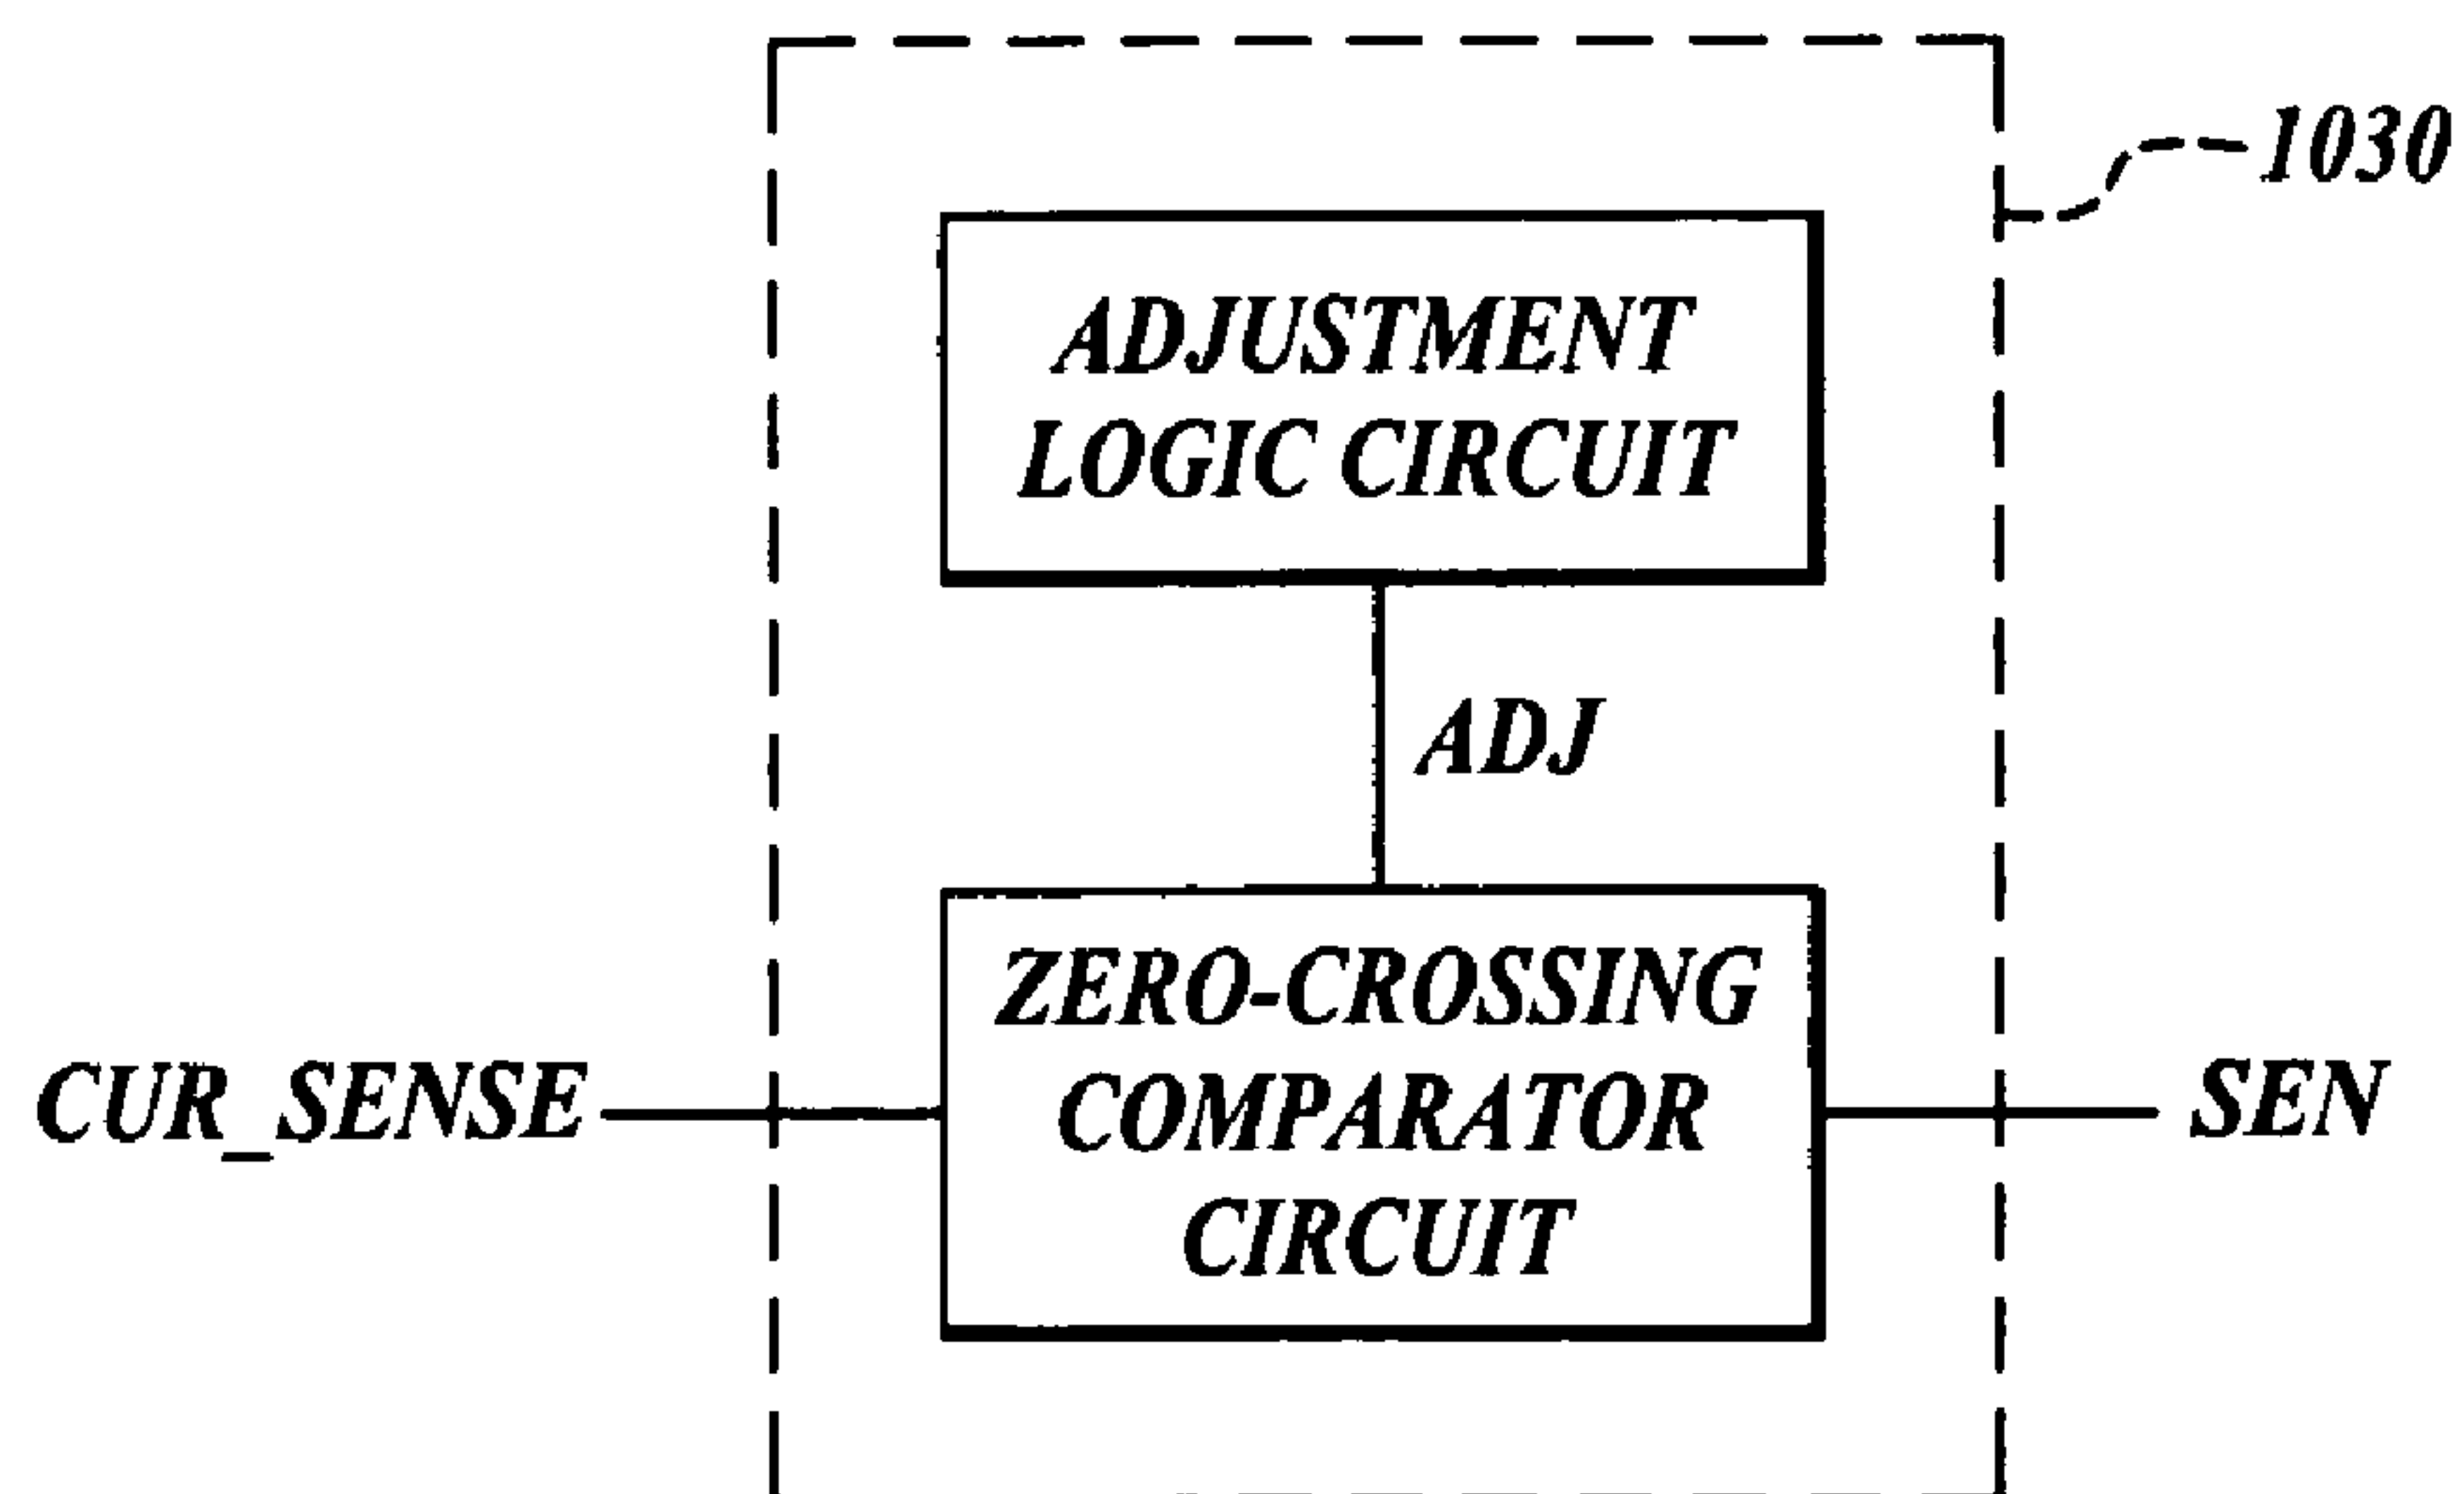 1030
ADJUSTMENT
LOGIC CIRCUIT
ADJ
ZERO-CROSSING
COMPARATOR
CIRCUIT
CUR_SENSE
SEN